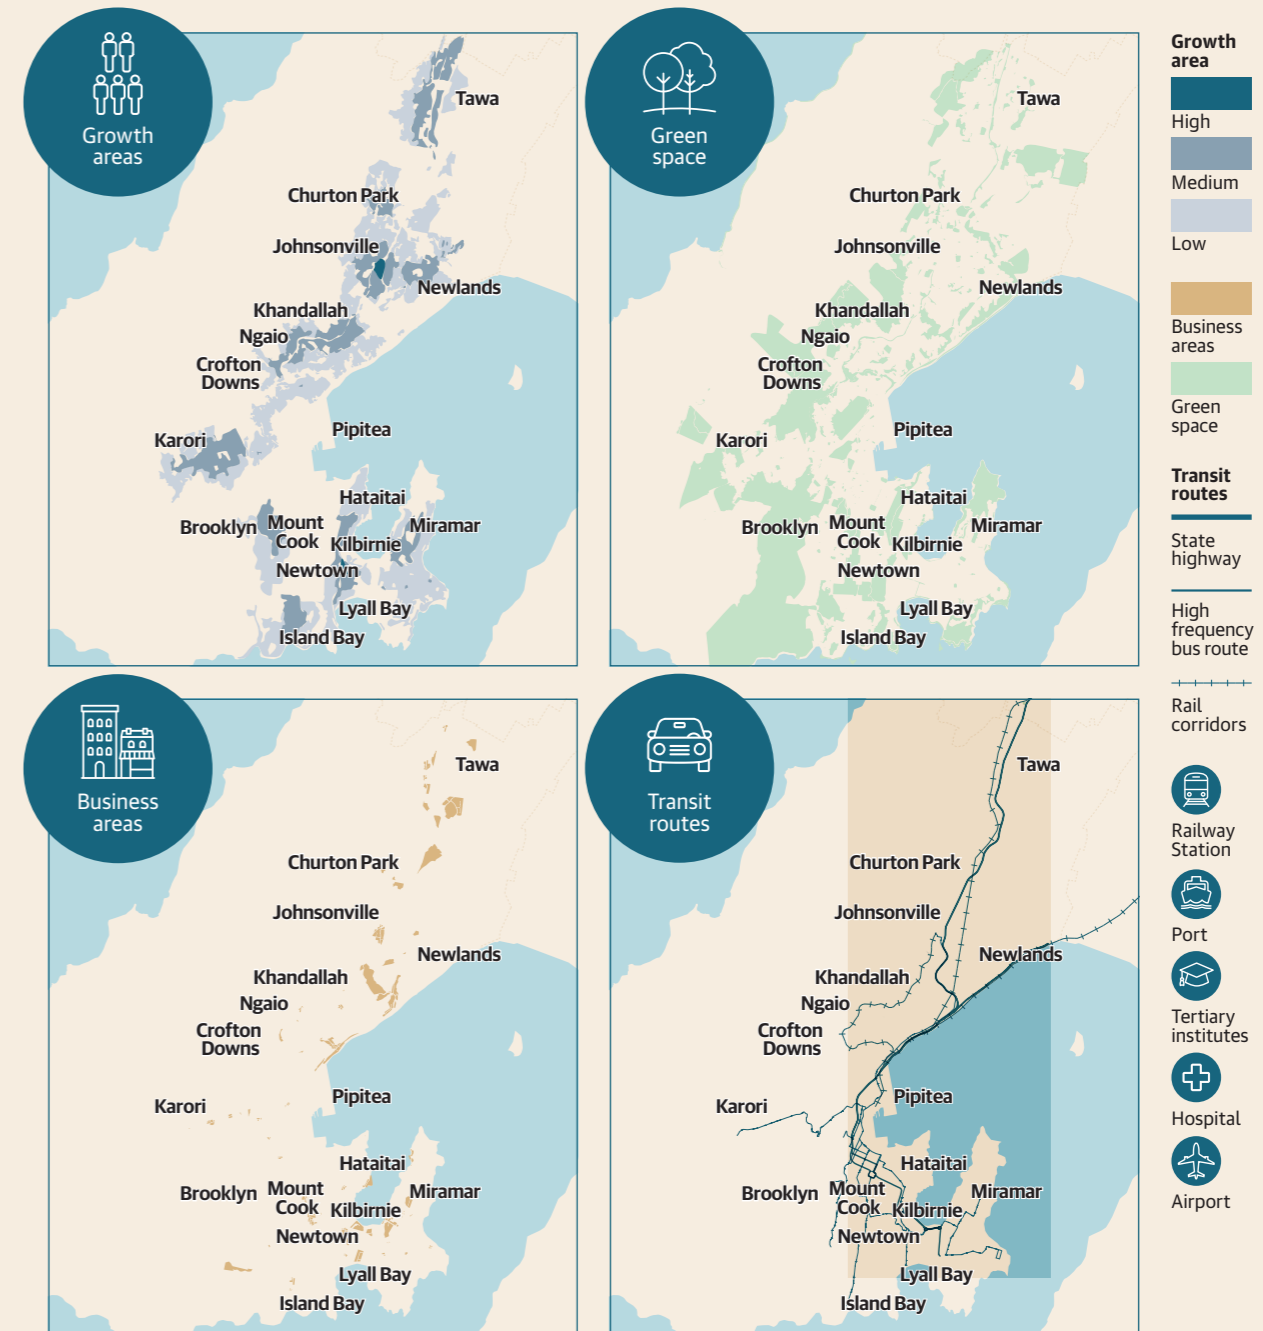 Growth
areas
Tawa
Churton Park
Johnsonville
Newlands
Khandallah
Ngaio
Crofton
Downs
Karori
Pipitea
Hataitai
Brooklyn
Mount
Cook
Miramar
Kilbirnie
Newtown
Lyall Bay
Island Bay
Green
space
Tawa
Churton Park
Johnsonville
Newlands
Khandallah
Ngaio
Crofton
Downs
Karori
Pipitea
Hataitai
Brooklyn
Mount
Cook
Miramar
Kilbirnie
Newtown
Lyall Bay
Island Bay
Business
areas
Tawa
Churton Park
Johnsonville
Newlands
Khandallah
Ngaio
Crofton
Downs
Karori
Pipitea
Hataitai
Brooklyn
Mount
Cook
Miramar
Kilbirnie
Newtown
Lyall Bay
Island Bay
Transit
routes
Tawa
Churton Park
Johnsonville
Newlands
Khandallah
Ngaio
Crofton
Downs
Karori
Pipitea
Hataitai
Brooklyn
Mount
Cook
Miramar
Kilbirnie
Newtown
Lyall Bay
Island Bay
Growth
area
High
Medium
Low
Business
areas
Green
space
Transit
routes
State
highway
High
frequency
bus route
Rail
corridors
Railway
Station
Port
Tertiary
institutes
Hospital
Airport